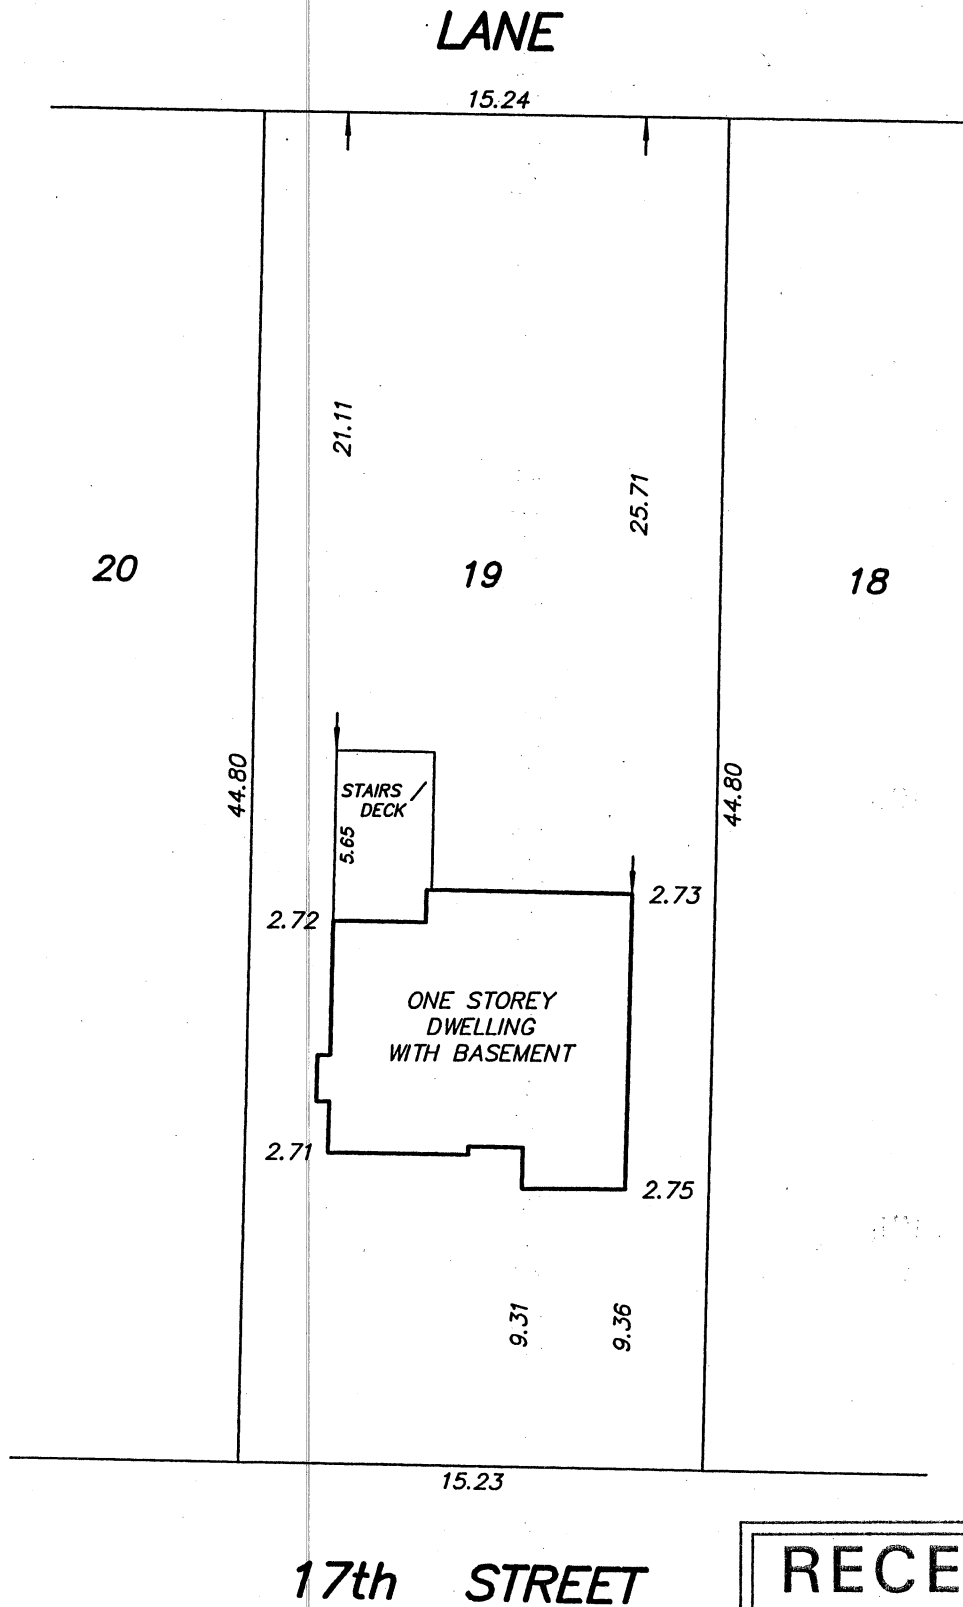 LANE
15.24
21.11
25.71
20
19
18
44.80
44.80
STAIRS /
DECK
5.65
2.72
2.73
ONE STOREY
DWELLING
WITH BASEMENT
2.71
2.75
9.31
9.36
15.23
17th STREET
RECE